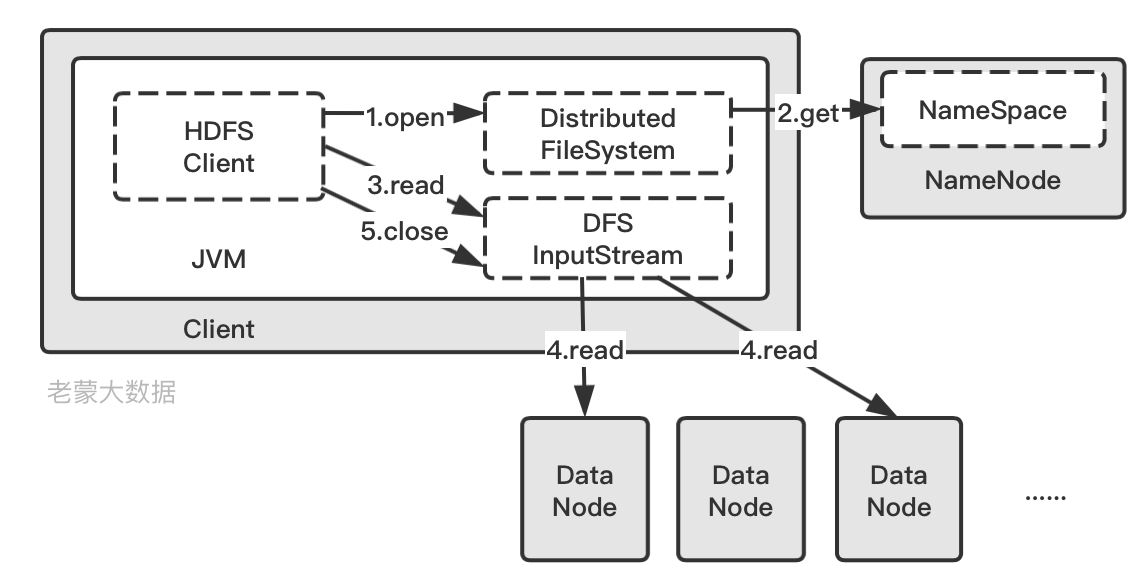 HDFS
Client
1.open
Distributed
FileSystem
2.get
NameSpace
NameNode
3.read
5.close
DFS
InputStream
JVM
Client
4.read
4.read
老蒙大数据
Data
Node
Data
Node
Data
Node
......